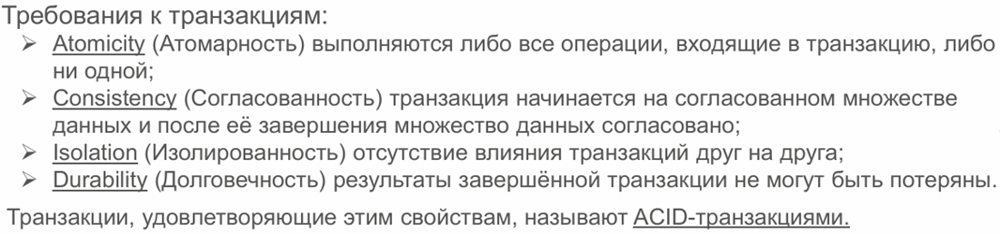 Требования к транзакциям:
➢ Atomicity (Атомарность) выполняются либо все операции, входящие в транзакцию, либо
ни одной;
➢ Consistency (Согласованность) транзакция начинается на согласованном множестве
данных и после её завершения множество данных согласовано;
➢ Isolation (Изолированность) отсутствие влияния транзакций друг на друга;
➢ Durability (Долговечность) результаты завершённой транзакции не могут быть потеряны.
Транзакции, удовлетворяющие этим свойствам, называют ACID-транзакциями.